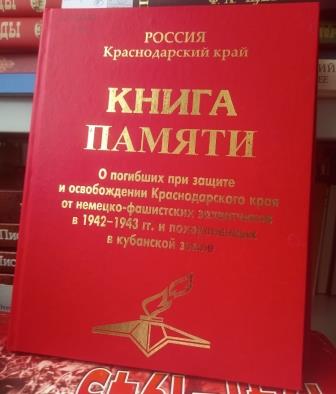 РОССИЯ
Краснодарский край
КНИГА
ПАМЯТИ
О погибших при защите
и освобождении Краснодарского края
от немецко-фашистских захватчиков
в 1942–1943 гг. и похороненных
в кубанской земле